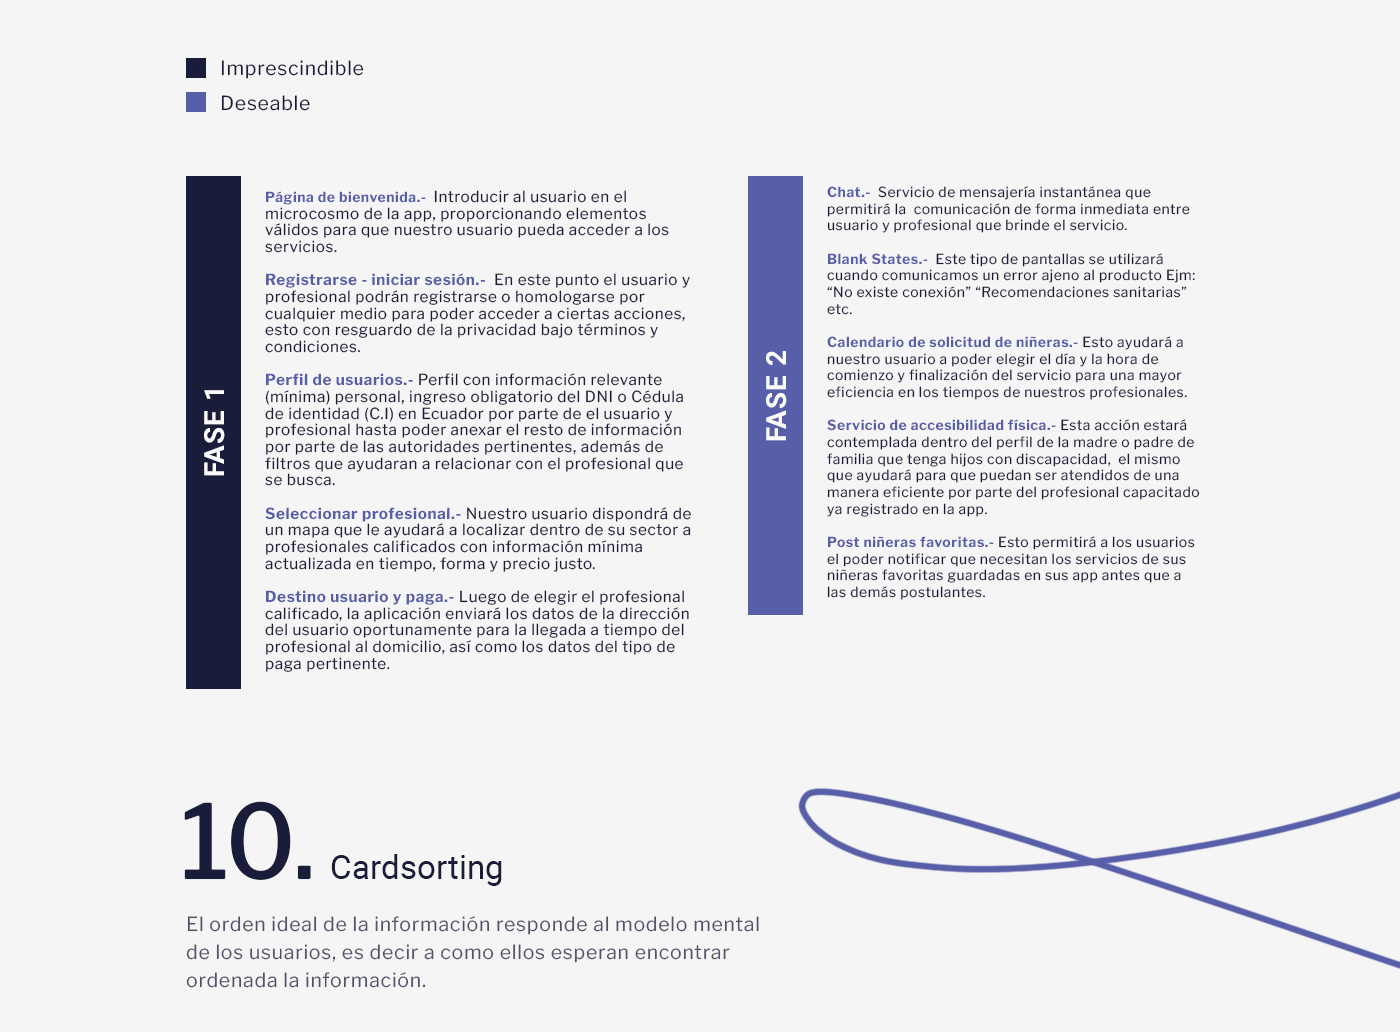 Imprescindible
Deseable
FASE 1
Página de bienvenida.- Introducir al usuario en el
microcosmo de la app, proporcionando elementos
válidos para que nuestro usuario pueda acceder a los
servicios.
Registrarse - iniciar sesión.- En este punto el usuario y
profesional podrán registrarse o homologarse por
cualquier medio para poder acceder a ciertas acciones,
esto con resguardo de la privacidad bajo términos y
condiciones.
Perfil de usuarios.- Perfil con información relevante
(mínima) personal, ingreso obligatorio del DNI o Cédula
de identidad (C.I) en Ecuador por parte de el usuario y
profesional hasta poder anexar el resto de información
por parte de las autoridades pertinentes, además de
filtros que ayudaran a relacionar con el profesional que
se busca.
Seleccionar profesional.- Nuestro usuario dispondrá de
un mapa que le ayudará a localizar dentro de su sector a
profesionales calificados con información mínima
actualizada en tiempo, forma y precio justo.
Destino usuario y paga.- Luego de elegir el profesional
calificado, la aplicación enviará los datos de la dirección
del usuario oportunamente para la llegada a tiempo del
profesional al domicilio, así como los datos del tipo de
paga pertinente.
FASE 2
Chat.- Servicio de mensajería instantánea que
permitirá la comunicación de forma inmediata entre
usuario y profesional que brinde el servicio.
Blank States.- Este tipo de pantallas se utilizará
cuando comunicamos un error ajeno al producto Ejm:
“No existe conexión” “Recomendaciones sanitarias”
etc.
Calendario de solicitud de niñeras.- Esto ayudará a
nuestro usuario a poder elegir el día y la hora de
comienzo y finalización del servicio para una mayor
eficiencia en los tiempos de nuestros profesionales.
Servicio de accesibilidad física.- Esta acción estará
contemplada dentro del perfil de la madre o padre de
familia que tenga hijos con discapacidad, el mismo
que ayudará para que puedan ser atendidos de una
manera eficiente por parte del profesional capacitado
ya registrado en la app.
Post niñeras favoritas.- Esto permitirá a los usuarios
el poder notificar que necesitan los servicios de sus
niñeras favoritas guardadas en sus app antes que a
las demás postulantes.
10. Cardsorting
El orden ideal de la información responde al modelo mental
de los usuarios, es decir a como ellos esperan encontrar
ordenada la información.